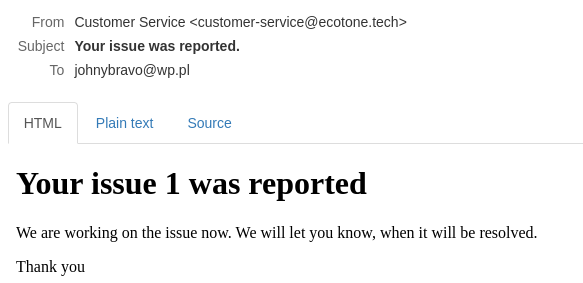 From Customer Service <customer-service@ecotone.tech>
Subject Your issue was reported.
To johnybravo@wp.pl
HTML Plain text Source
Your issue 1 was reported
We are working on the issue now. We will let you know, when it will be resolved.
Thank you